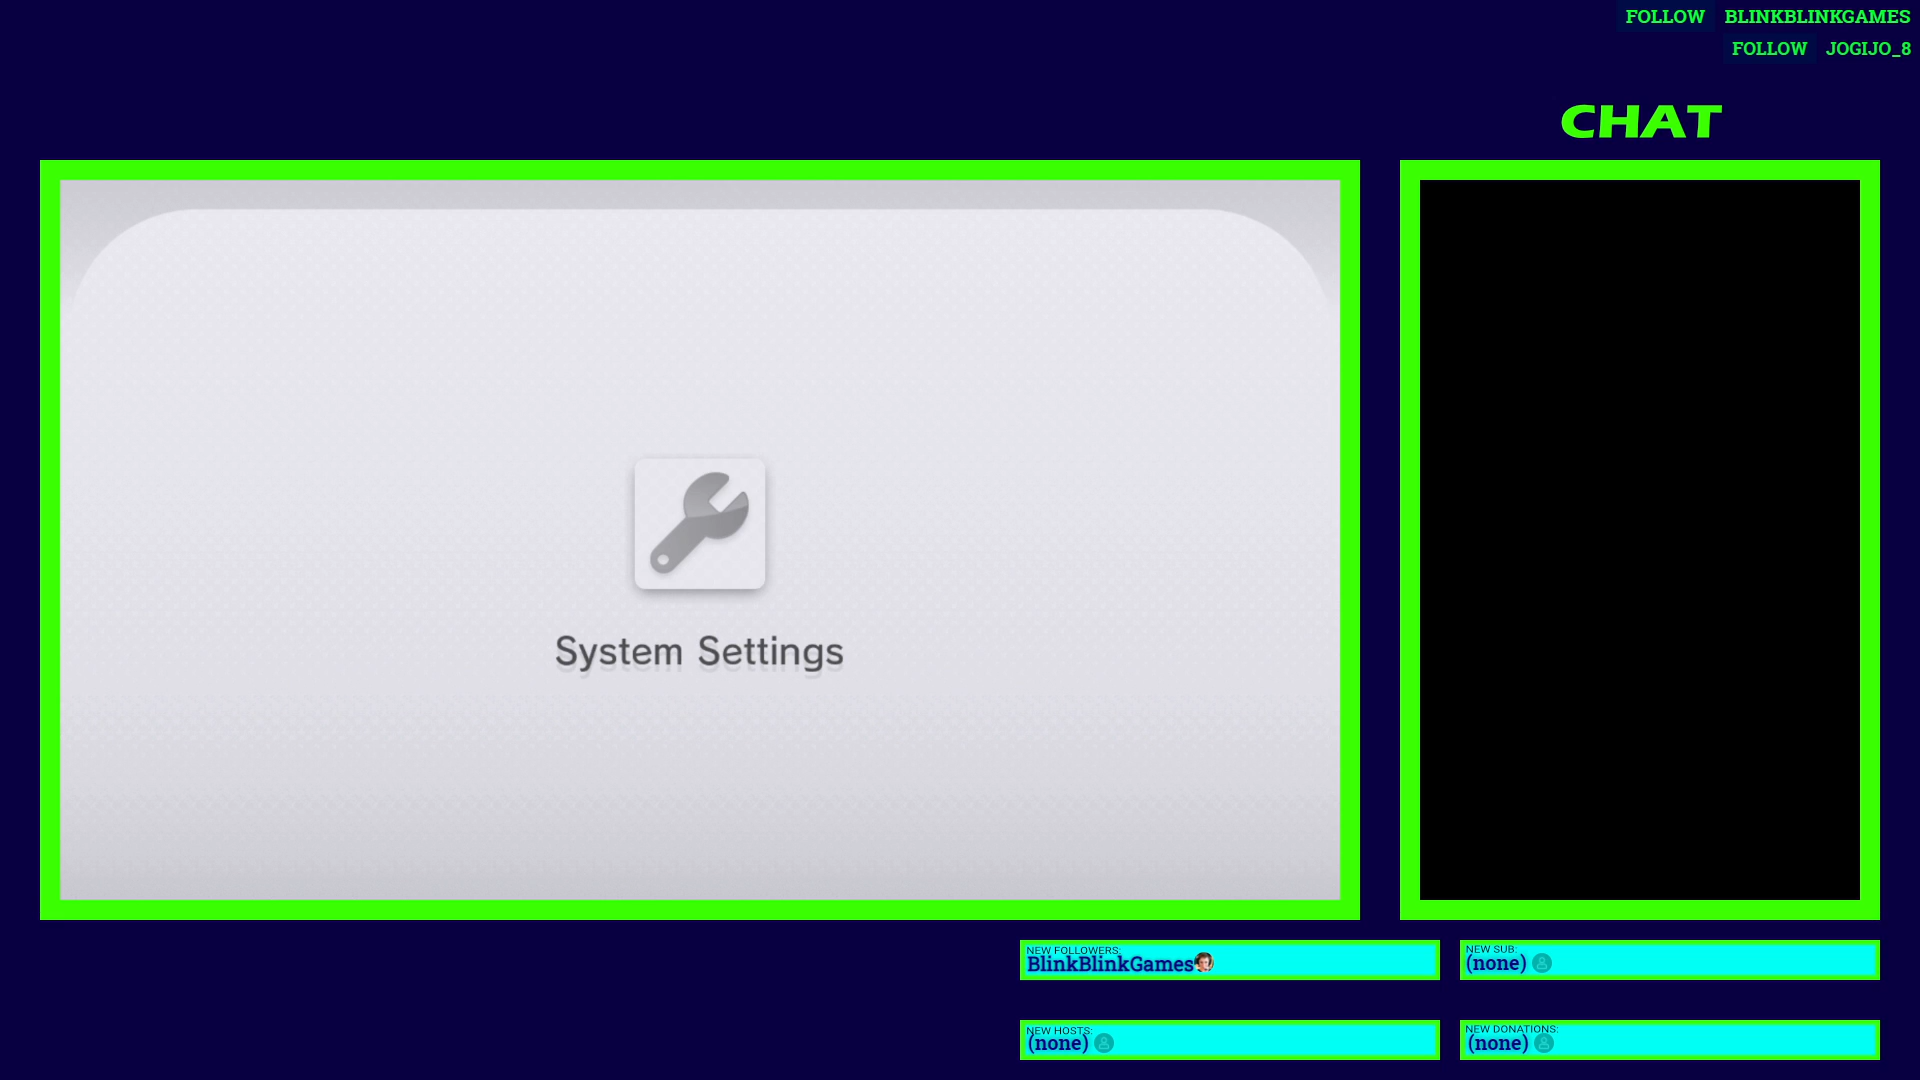 FOLLOW BLINKBLINKGAMES
FOLLOW JOGIJO_8
CHAT
System Settings
NEW FOLLOWERS:
BlinkBlinkGames
NEW SUB:
(none)
NEW HOSTS:
(none)
NEW DONATIONS:
(none)